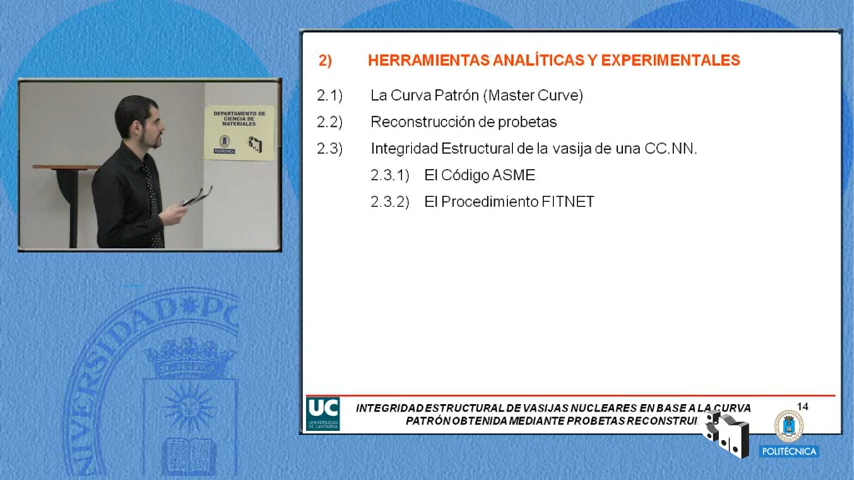 DEPARTAMENTO DE
CIENCIA DE
MATERIALES
POLITÉCNICA
2) HERRAMIENTAS ANALÍTICAS Y EXPERIMENTALES
2.1) La Curva Patrón (Master Curve)
2.2) Reconstrucción de probetas
2.3) Integridad Estructural de la vasija de una CC.NN.
2.3.1) El Código ASME
2.3.2) El Procedimiento FITNET
UC
UNIVERSIDAD
DE CANTABRIA
INTEGRIDAD ESTRUCTURAL DE VASIJAS NUCLEARES EN BASE A LA CURVA
PATRÓN OBTENIDA MEDIANTE PROBETAS RECONSTRUI
14
POLITÉCNICA
UNIVERSIDAD PO